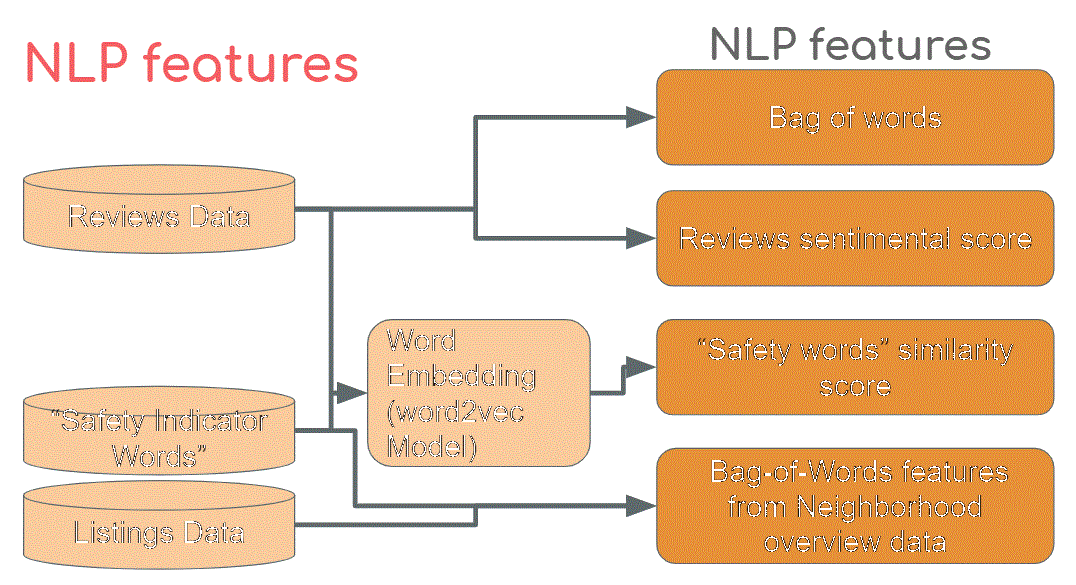 NLP features
NLP features
Bag of words
Reviews Data
Reviews sentimental score
Word
Embedding
(word2vec
Model)
“Safety words” similarity
score
“Safety Indicator
Words”
Listings Data
Bag-of-Words features
from Neighborhood
overview data